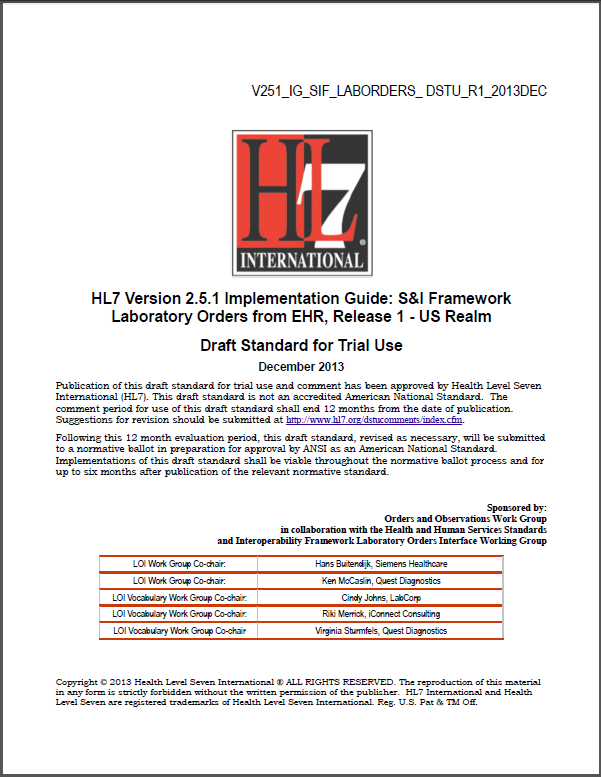 V251_IG_SIF_LABORDERS_ DSTU_R1_2013DEC
HL7
®
INTERNATIONAL
HL7 Version 2.5.1 Implementation Guide: S&I Framework
Laboratory Orders from EHR, Release 1 - US Realm
Draft Standard for Trial Use
December 2013
Publication of this draft standard for trial use and comment has been approved by Health Level Seven
International (HL7). This draft standard is not an accredited American National Standard.  The
comment period for use of this draft standard shall end 12 months from the date of publication.
Suggestions for revision should be submitted at http://www.hl7.org/dstucomments/index.cfm.
Following this 12 month evaluation period, this draft standard, revised as necessary, will be submitted
to a normative ballot in preparation for approval by ANSI as an American National Standard.
Implementations of this draft standard shall be viable throughout the normative ballot process and for
up to six months after publication of the relevant normative standard.
Sponsored by:
Orders and Observations Work Group
in collaboration with the Health and Human Services Standards
and Interoperability Framework Laboratory Orders Interface Working Group
LOI Work Group Co-chair: Hans Buitendijk, Siemens Healthcare
LOI Work Group Co-chair: Ken McCaslin, Quest Diagnostics
LOI Vocabulary Work Group Co-chair: Cindy Johns, LabCorp
LOI Vocabulary Work Group Co-chair: Riki Merrick, iConnect Consulting
LOI Vocabulary Work Group Co-chair Virginia Sturmfels, Quest Diagnostics
Copyright © 2013 Health Level Seven International ® ALL RIGHTS RESERVED. The reproduction of this material
in any form is strictly forbidden without the written permission of the publisher.  HL7 International and Health
Level Seven are registered trademarks of Health Level Seven International. Reg. U.S. Pat & TM Off.